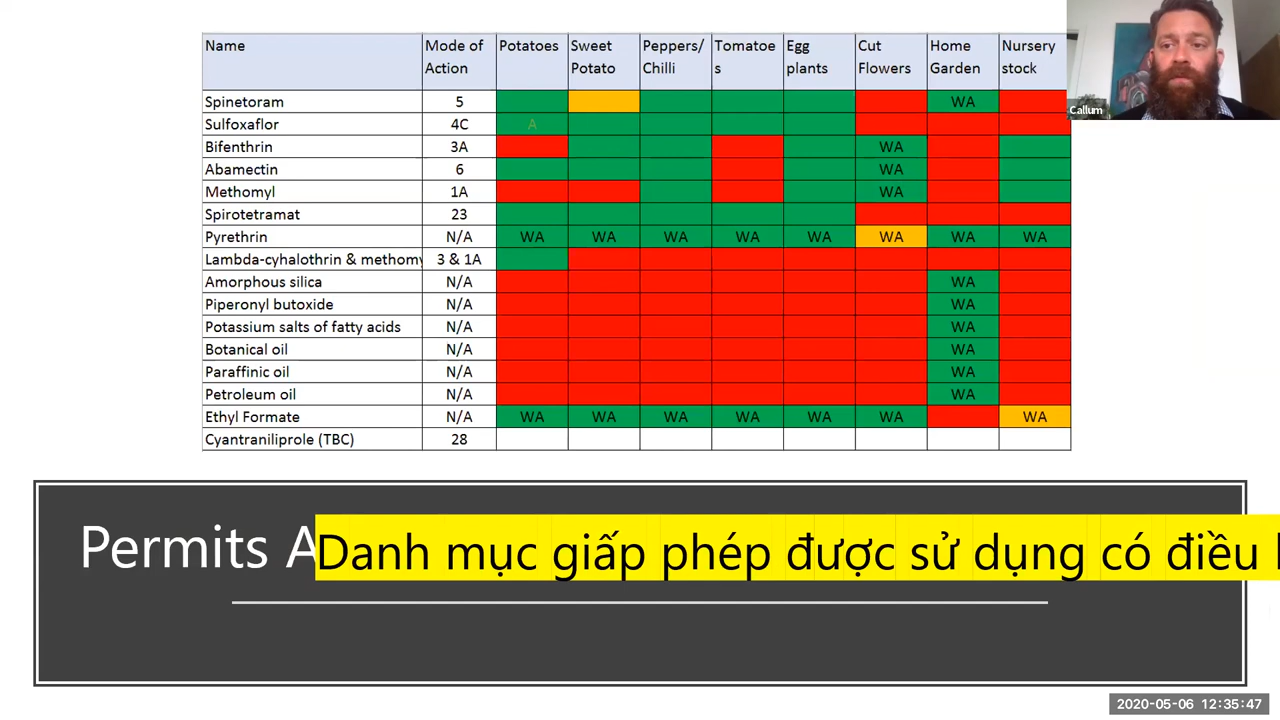 Name Mode of Action Potatoes Sweet Potato Peppers/ Chilli Tomatoe s Egg plants Cut Flowers Home Garden Nursery stock
Spinetoram 5 WA
Sulfoxaflor 4C A
Bifenthrin 3A WA
Abamectin 6 WA
Methomyl 1A WA
Spirotetramat 23
Pyrethrin N/A WA WA WA WA WA WA WA WA
Lambda-cyhalothrin & methomy 3 & 1A
Amorphous silica N/A WA
Piperonyl butoxide N/A WA
Potassium salts of fatty acids N/A WA
Botanical oil N/A WA
Paraffinic oil N/A WA
Petroleum oil N/A WA
Ethyl Formate N/A WA WA WA WA WA WA WA
Cyantraniliprole (TBC) 28
Callum
Permits A
Danh mục giấp phép được sử dụng có điều
2020-05-06 12:35:47